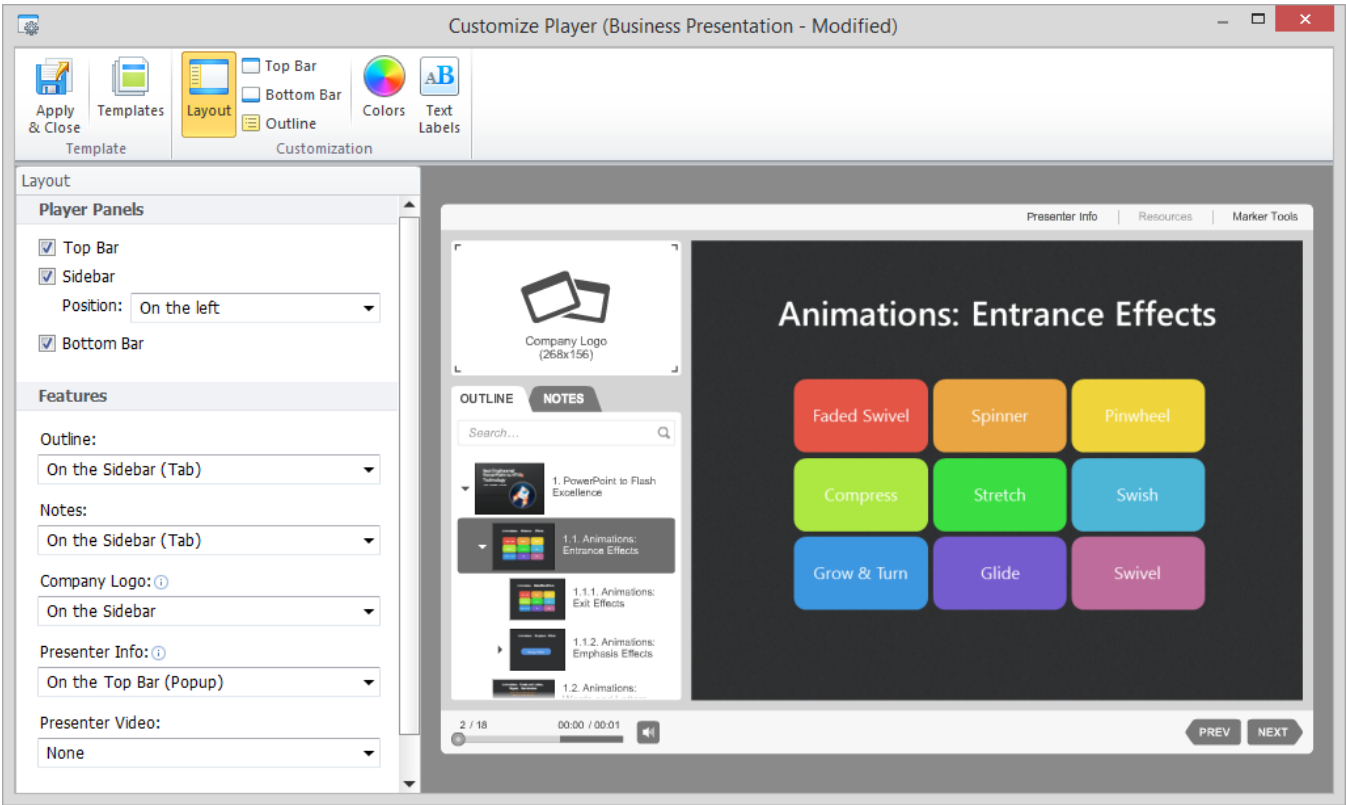 Customize Player (Business Presentation - Modified)
Apply
& Close
Templates
Template
Layout
Top Bar
Bottom Bar
Outline
Colors
AB
Text
Labels
Customization
Layout
Player Panels
Top Bar
Sidebar
Position: On the left
Bottom Bar
Features
Outline:
On the Sidebar (Tab)
Notes:
On the Sidebar (Tab)
Company Logo:
On the Sidebar
Presenter Info:
On the Top Bar (Popup)
Presenter Video:
None
Presenter Info | Resources | Marker Tools
Company Logo
(268x156)
OUTLINE NOTES
Search...
1. PowerPoint to Flash
Excellence
1.1. Animations:
Entrance Effects
1.1.1. Animations:
Exit Effects
1.1.2. Animations:
Emphasis Effects
1.2. Animations:
Animations: Entrance Effects
Faded Swivel Spinner Pinwheel
Compress Stretch Swish
Grow & Turn Glide Swivel
2 / 18 00:00 / 00:01
PREV NEXT